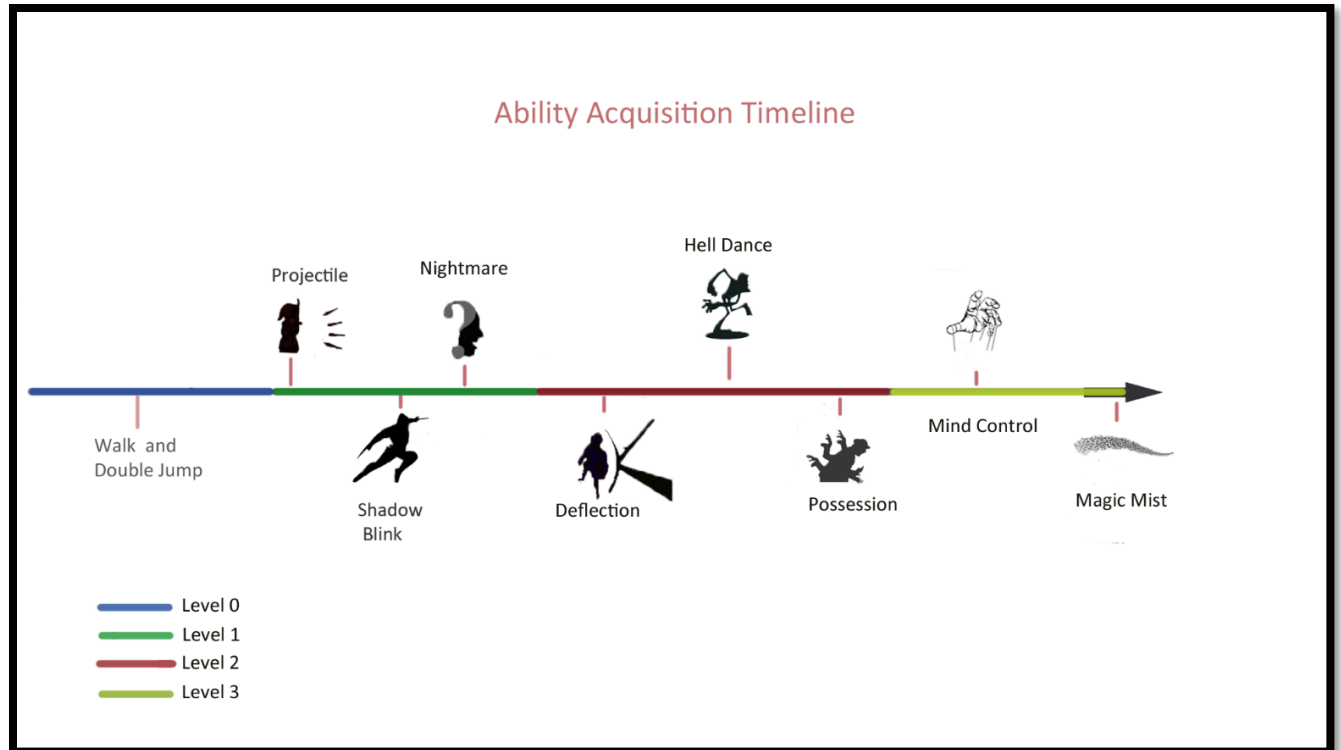 Ability Acquisition Timeline
Hell Dance
Nightmare
Projectile
Mind Control
Walk and
Double Jump
Magic Mist
Possession
Shadow
Blink
Deflection
Level 0
Level 1
Level 2
Level 3